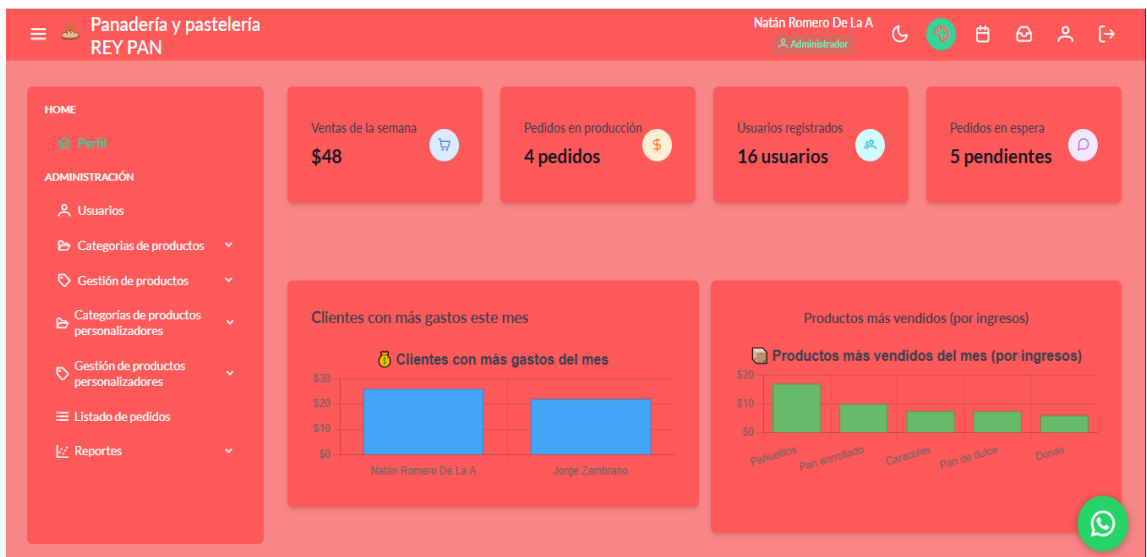 Panadería y pastelería
REY PAN
Natán Romero De La A
Administrador
HOME
Perfil
ADMINISTRACIÓN
Usuarios
Categorias de productos
Gestión de productos
Categorías de productos
personalizadores
Gestión de productos
personalizadores
Listado de pedidos
Reportes
Ventas de la semana
$48
Pedidos en producción
4 pedidos
Usuarios registrados
16 usuarios
Pedidos en espera
5 pendientes
Clientes con más gastos este mes
Clientes con más gastos del mes
$30
$20
$10
$0
Natán Romero De La A
Jorge Zambrano
Productos más vendidos (por ingresos)
Productos más vendidos del mes (por ingresos)
$20
$10
$0
Pañuelitos
Pan enrrollado
Caracoles
Pan de dulce
Donas